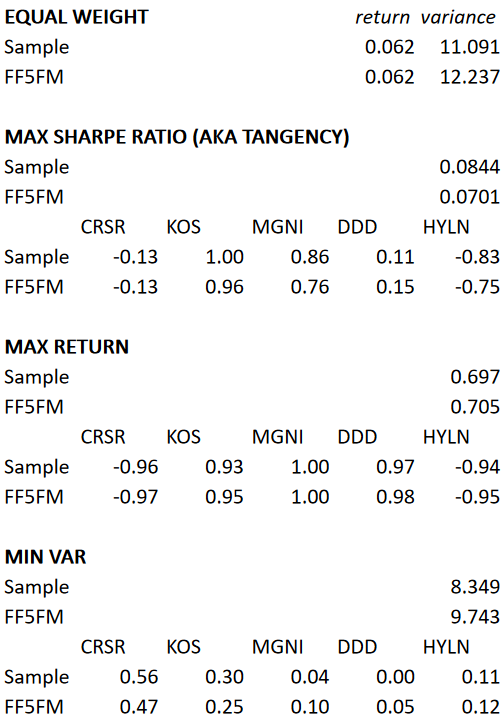 EQUAL WEIGHT return variance
Sample 0.062 11.091
FF5FM 0.062 12.237
MAX SHARPE RATIO (AKA TANGENCY)
Sample 0.0844
FF5FM 0.0701
CRSR KOS MGNI DDD HYLN
Sample -0.13 1.00 0.86 0.11 -0.83
FF5FM -0.13 0.96 0.76 0.15 -0.75
MAX RETURN
Sample 0.697
FF5FM 0.705
CRSR KOS MGNI DDD HYLN
Sample -0.96 0.93 1.00 0.97 -0.94
FF5FM -0.97 0.95 1.00 0.98 -0.95
MIN VAR
Sample 8.349
FF5FM 9.743
CRSR KOS MGNI DDD HYLN
Sample 0.56 0.30 0.04 0.00 0.11
FF5FM 0.47 0.25 0.10 0.05 0.12